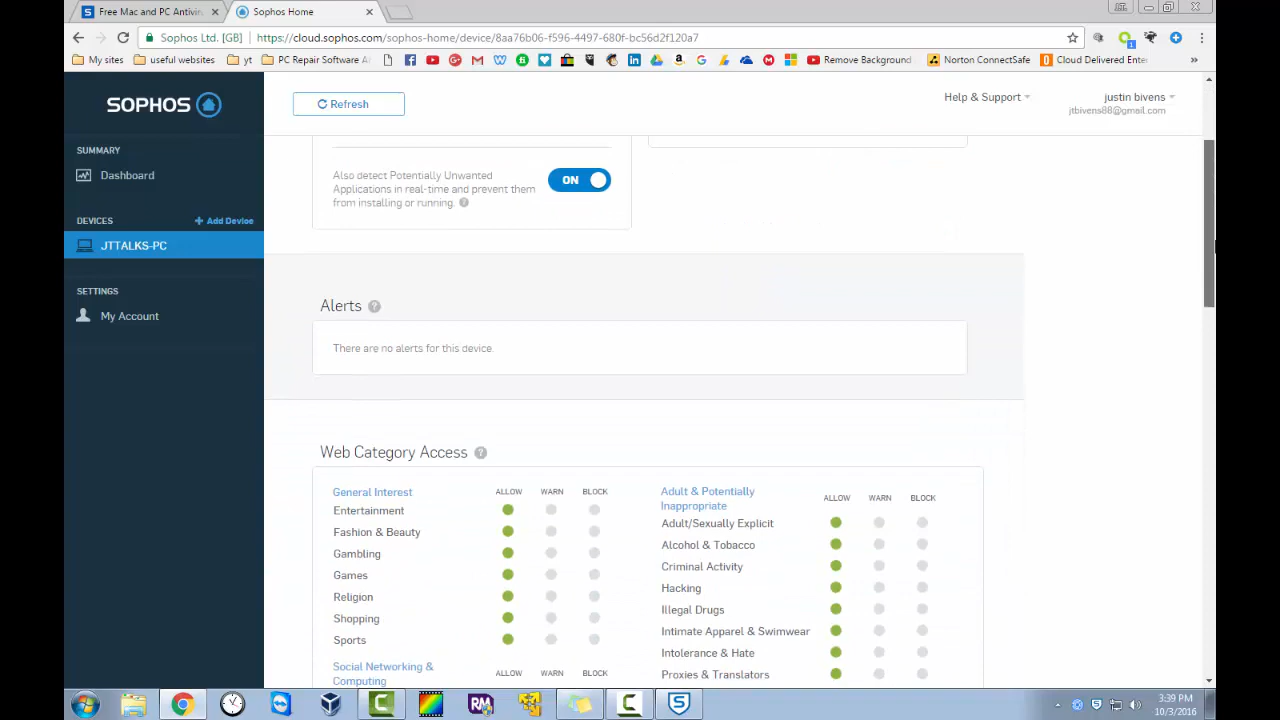 Free Mac and PC Antiviru
Sophos Home
Sophos Ltd. [GB]
https://cloud.sophos.com/sophos-home/device/8aa76b06-f596-4497-680f-bc56d2f120a7
My sites
useful websites
yt
PC Repair Software
Remove Background
Norton ConnectSafe
Cloud Delivered Enter
SOPHOS
Refresh
Help & Support
justin bivens
jtbivens88@gmail.com
SUMMARY
Dashboard
DEVICES
+ Add Device
JTTALKS-PC
SETTINGS
My Account
Also detect Potentially Unwanted
Applications in real-time and prevent them
from installing or running.
ON
Alerts
There are no alerts for this device.
Web Category Access
General Interest ALLOW WARN BLOCK
Entertainment
Fashion & Beauty
Gambling
Games
Religion
Shopping
Sports
Social Networking & ALLOW WARN BLOCK
Computing
Adult & Potentially ALLOW WARN BLOCK
Inappropriate
Adult/Sexually Explicit
Alcohol & Tobacco
Criminal Activity
Hacking
Illegal Drugs
Intimate Apparel & Swimwear
Intolerance & Hate
Proxies & Translators
3:39 PM
10/3/2016